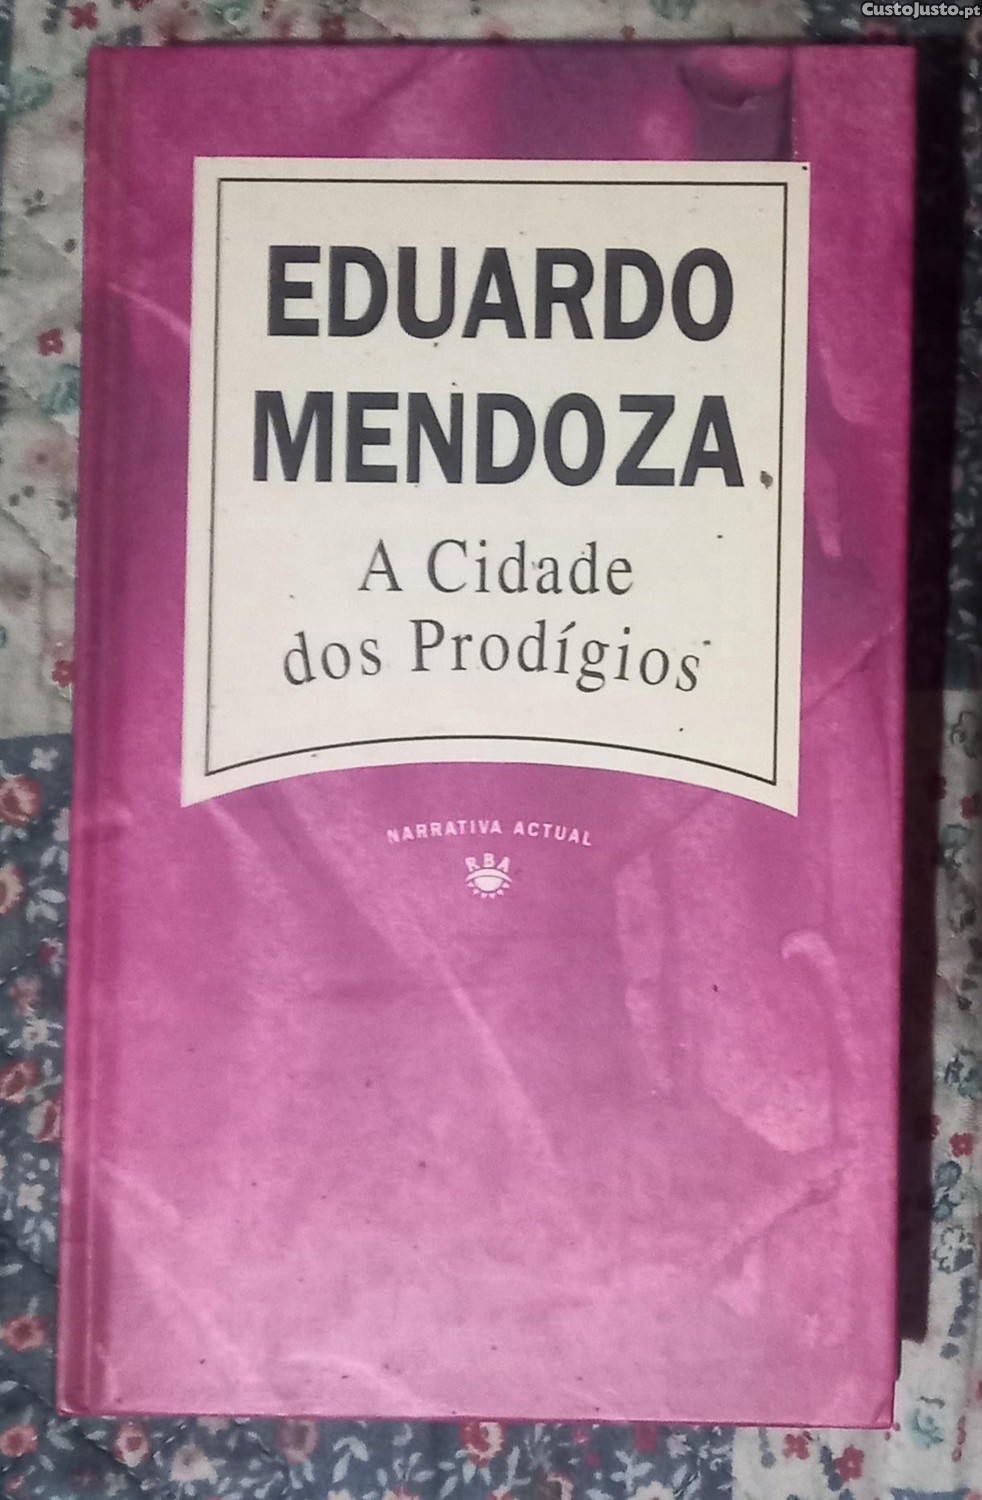 CustoJusto.pt
EDUARDO
MENDOZA
A Cidade
dos Prodígios
NARRATIVA ACTUAL
RBA